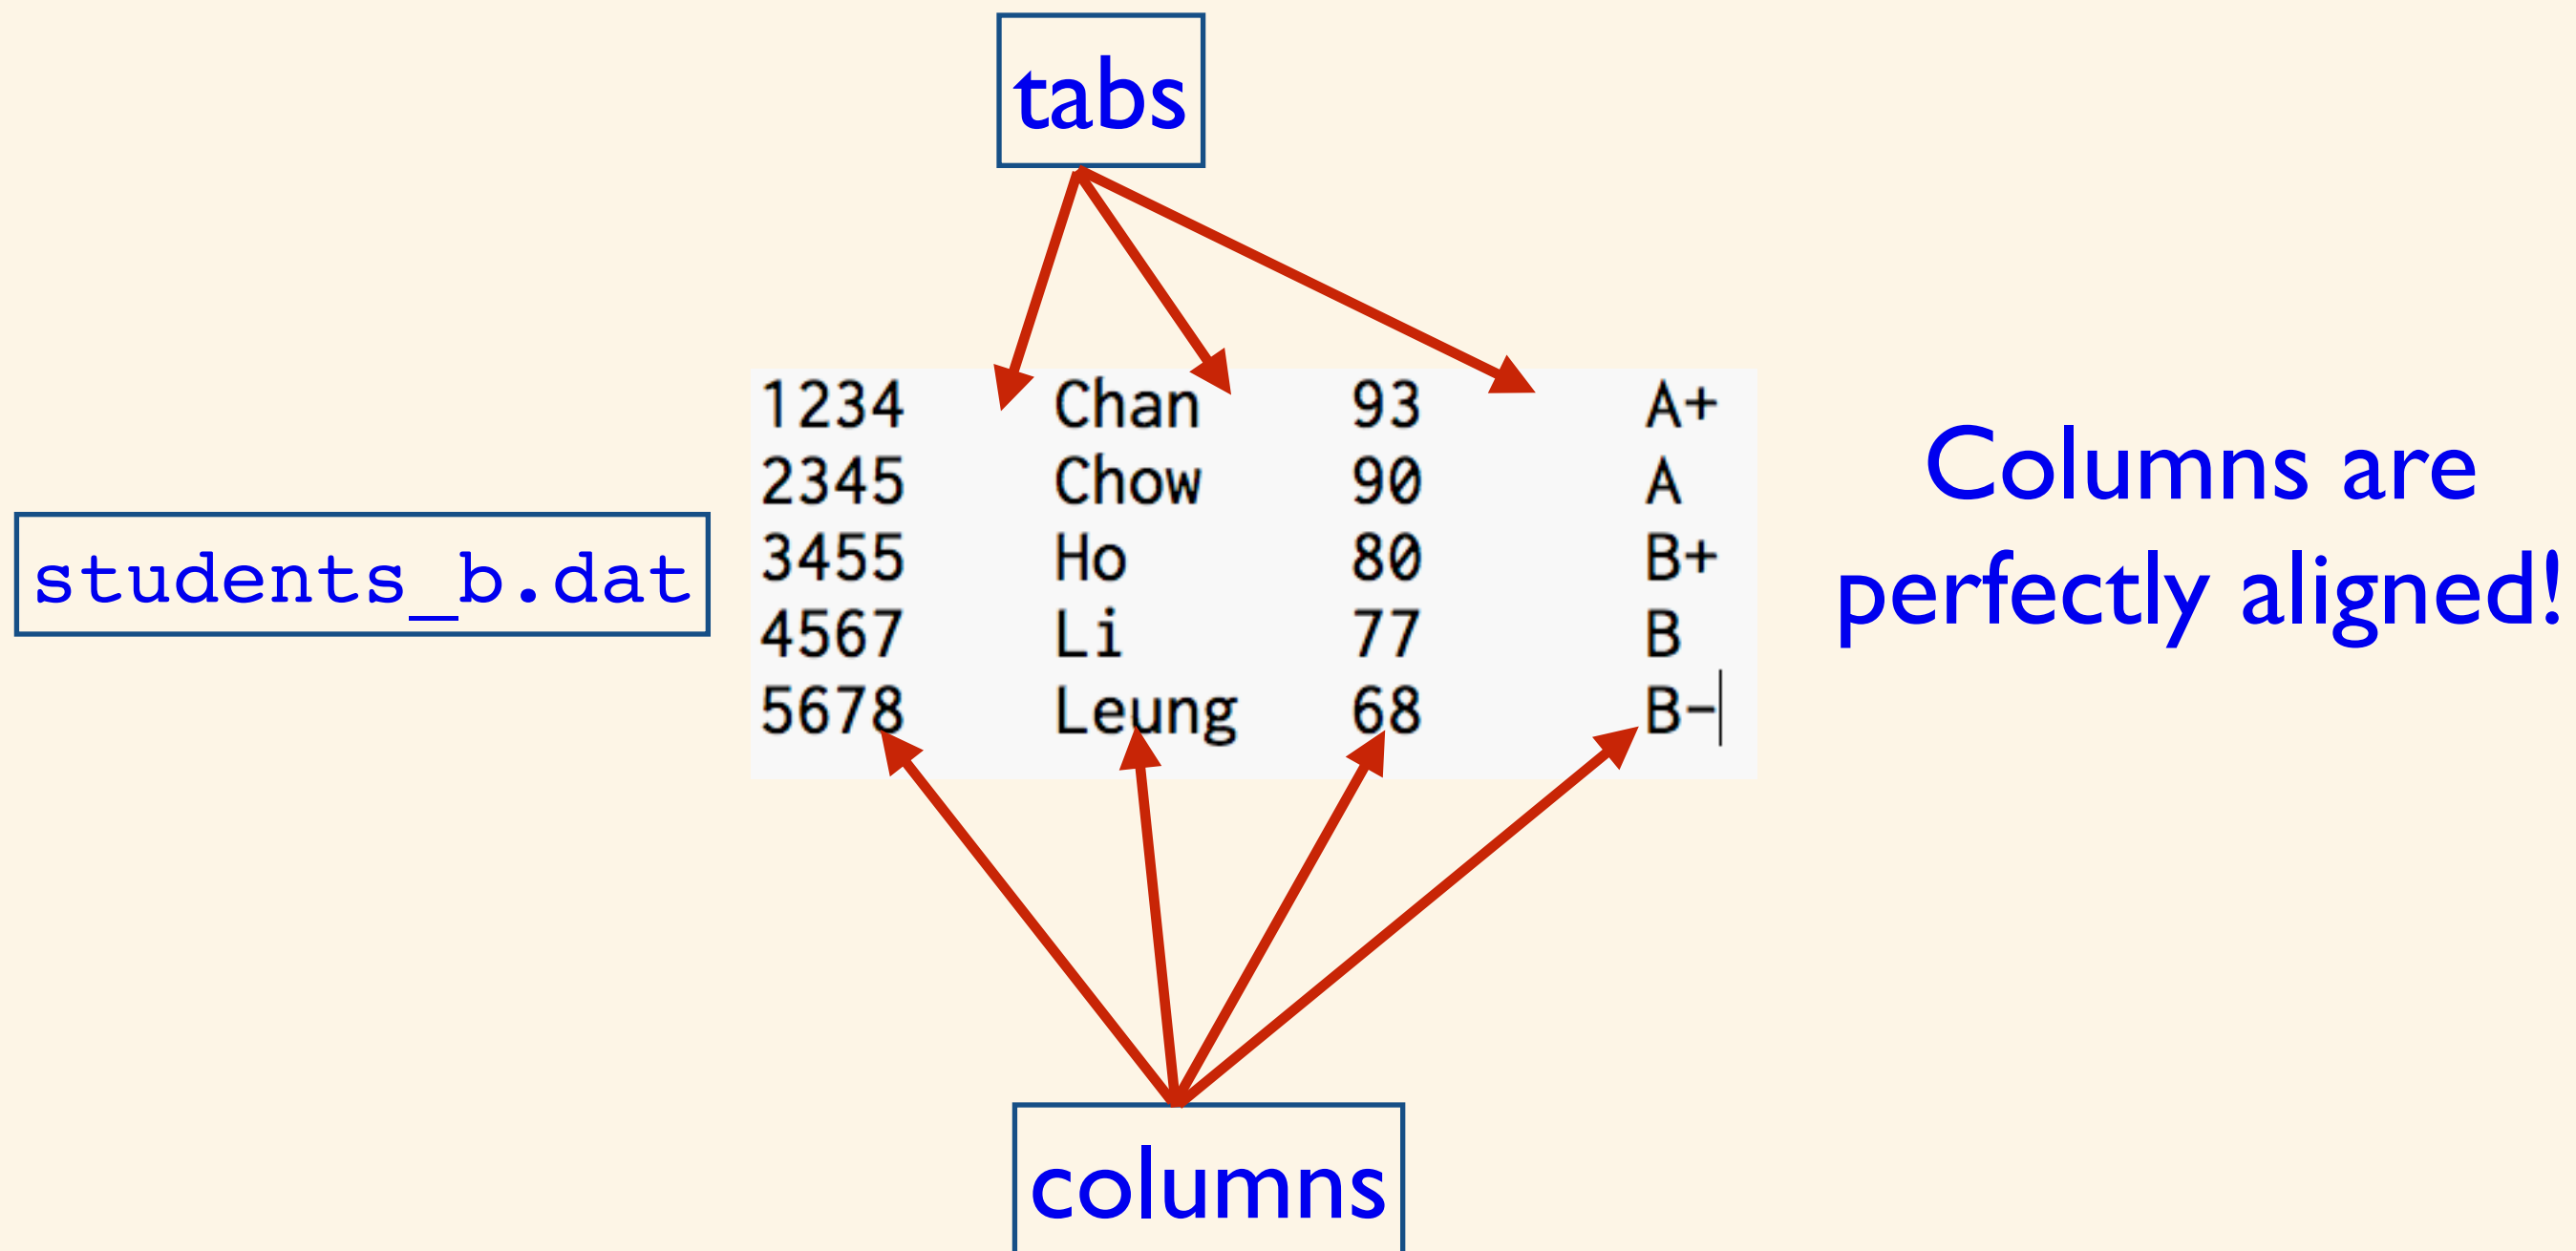 tabs
1234 Chan 93 A+
2345 Chow 90 A
3455 Ho 80 B+
4567 Li 77 B
5678 Leung 68 B-
students_b.dat
Columns are
perfectly aligned!
columns